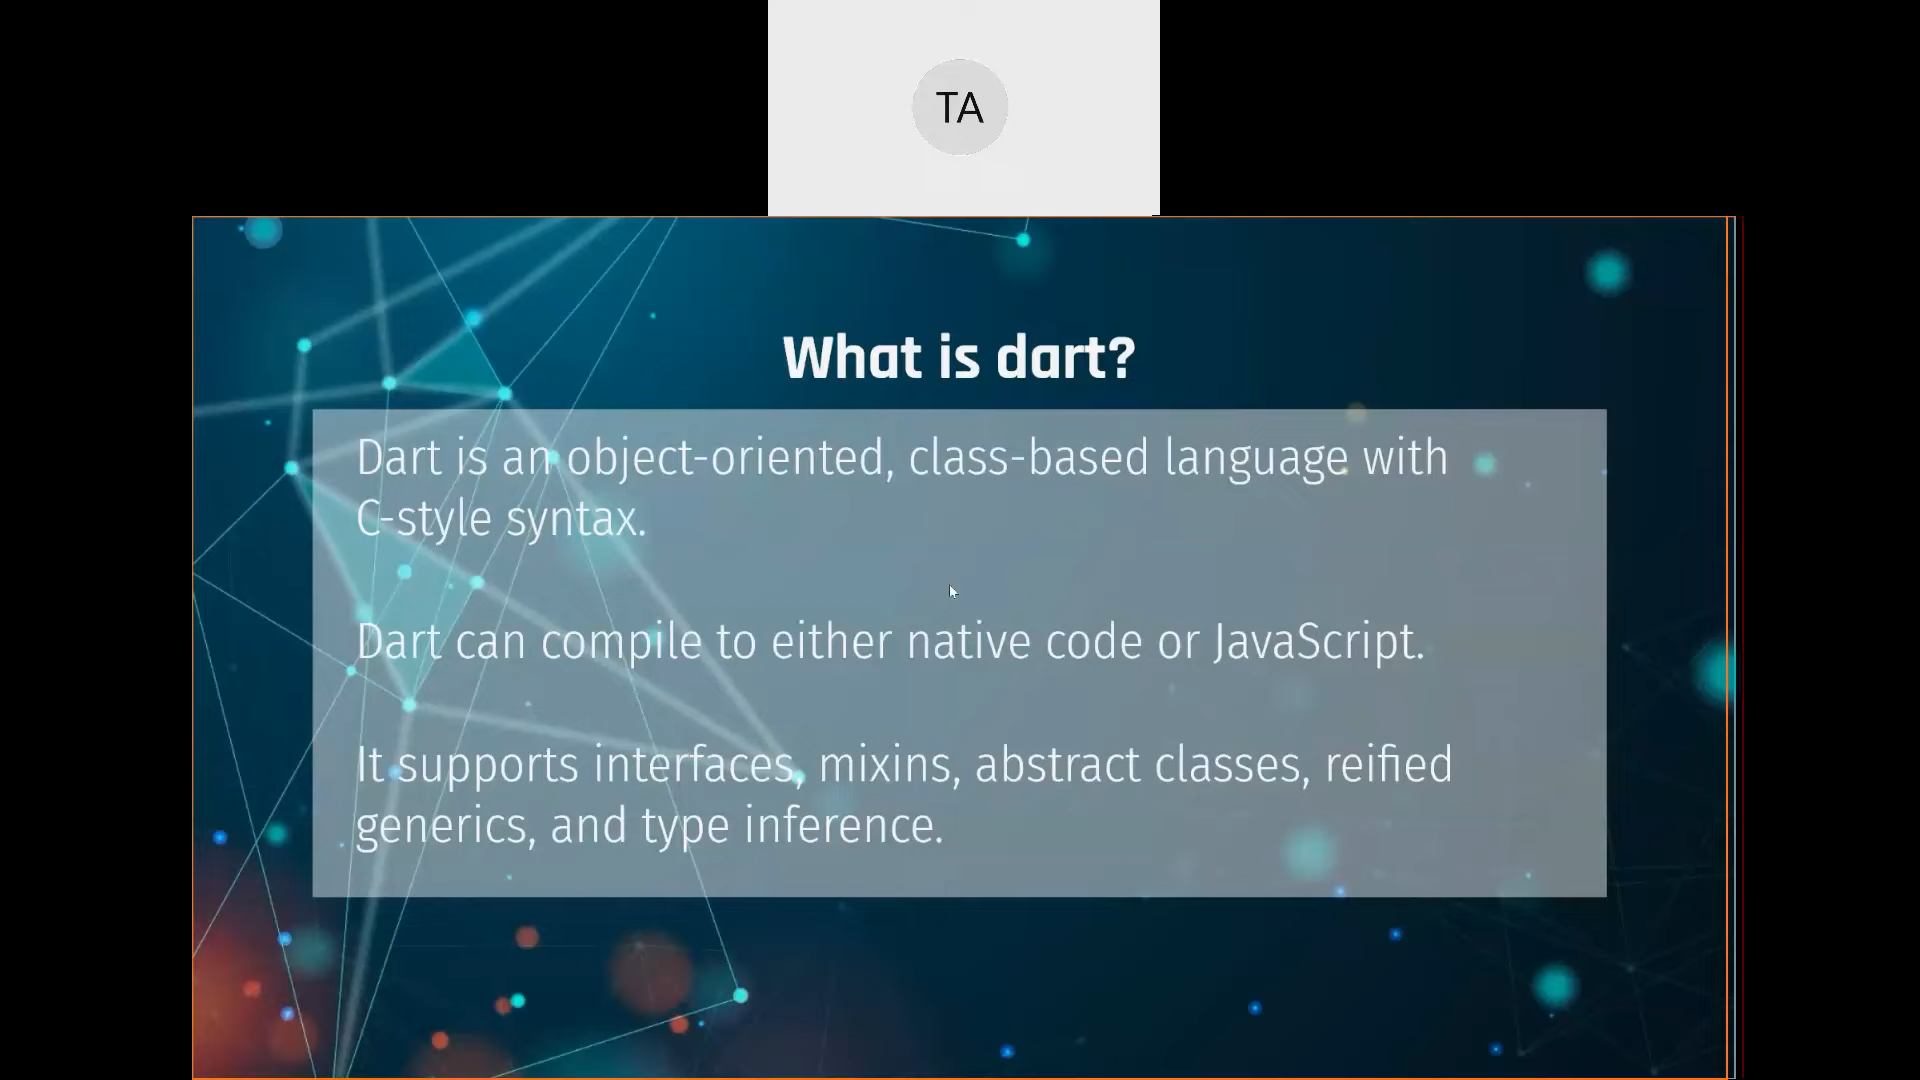 TA
What is dart?
Dart is an object-oriented, class-based language with
C-style syntax.
Dart can compile to either native code or JavaScript.
It supports interfaces, mixins, abstract classes, reified
generics, and type inference.